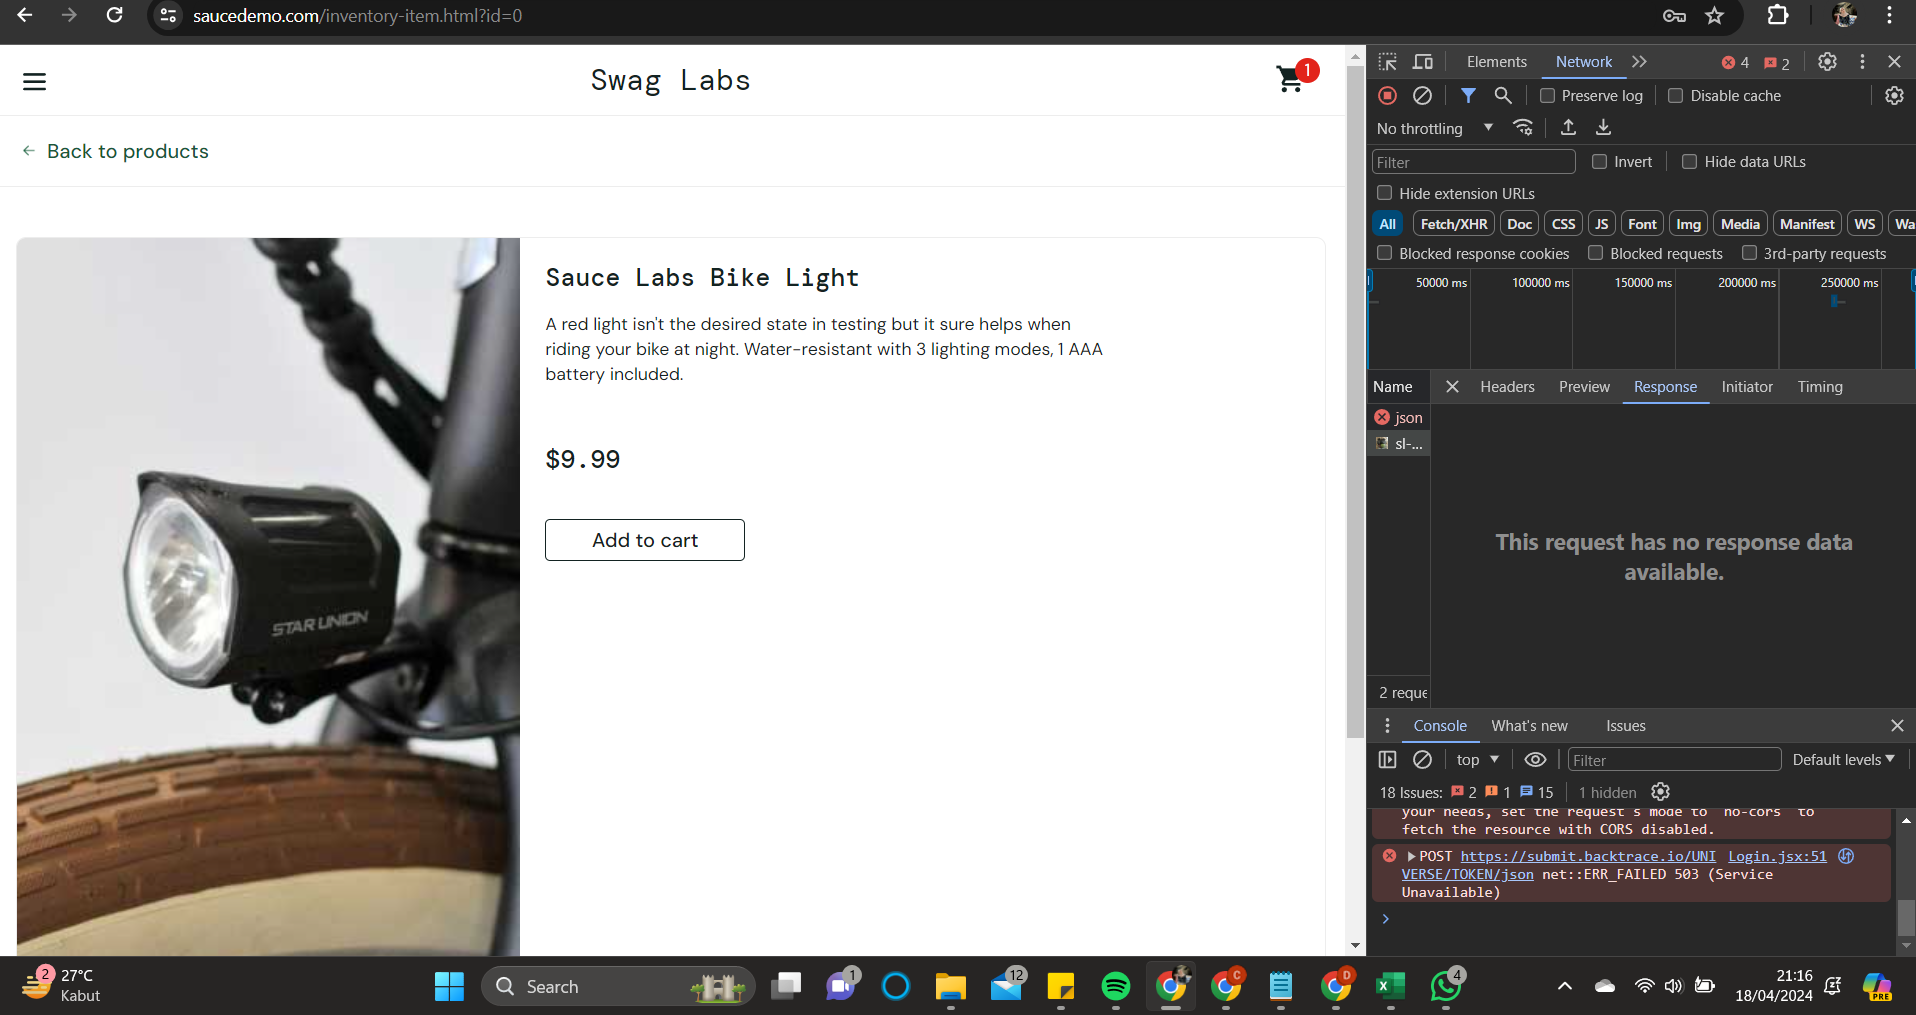 saucedemo.com/inventory-item.html?id=0
Swag Labs
1
Back to products
Sauce Labs Bike Light
A red light isn't the desired state in testing but it sure helps when
riding your bike at night. Water-resistant with 3 lighting modes, 1 AAA
battery included.
$9.99
Add to cart
STAR UNION
Elements
Network
4
2
Preserve log
Disable cache
No throttling
Filter
Invert
Hide data URLs
Hide extension URLs
All
Fetch/XHR
Doc
CSS
JS
Font
Img
Media
Manifest
WS
Wa
Blocked response cookies
Blocked requests
3rd-party requests
50000 ms
100000 ms
150000 ms
200000 ms
250000 ms
Name
Headers
Preview
Response
Initiator
Timing
json
sl-...
This request has no response data
available.
2 reque
Console
What's new
Issues
top
Filter
Default levels
18 Issues:
2
1
15
1 hidden
your needs, set the request's mode to 'no-cors' to
fetch the resource with CORS disabled.
POST https://submit.backtrace.io/UNI Login.jsx:51
VERSE/TOKEN/json net::ERR_FAILED 503 (Service
Unavailable)
2
27°C
Kabut
Search
1
12
C
D
4
21:16
18/04/2024
PRE